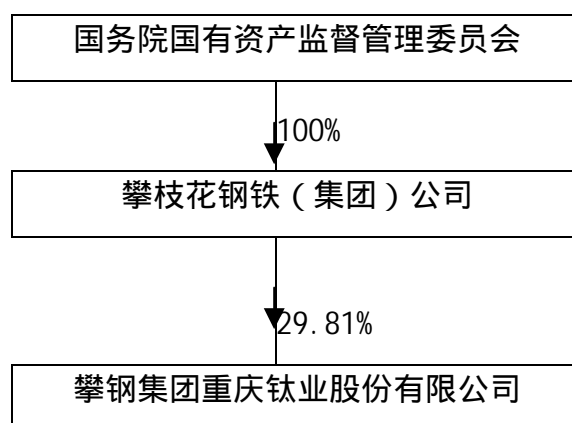 国务院国有资产监督管理委员会
100%
攀枝花钢铁（集团）公司
29.81%
攀钢集团重庆钛业股份有限公司